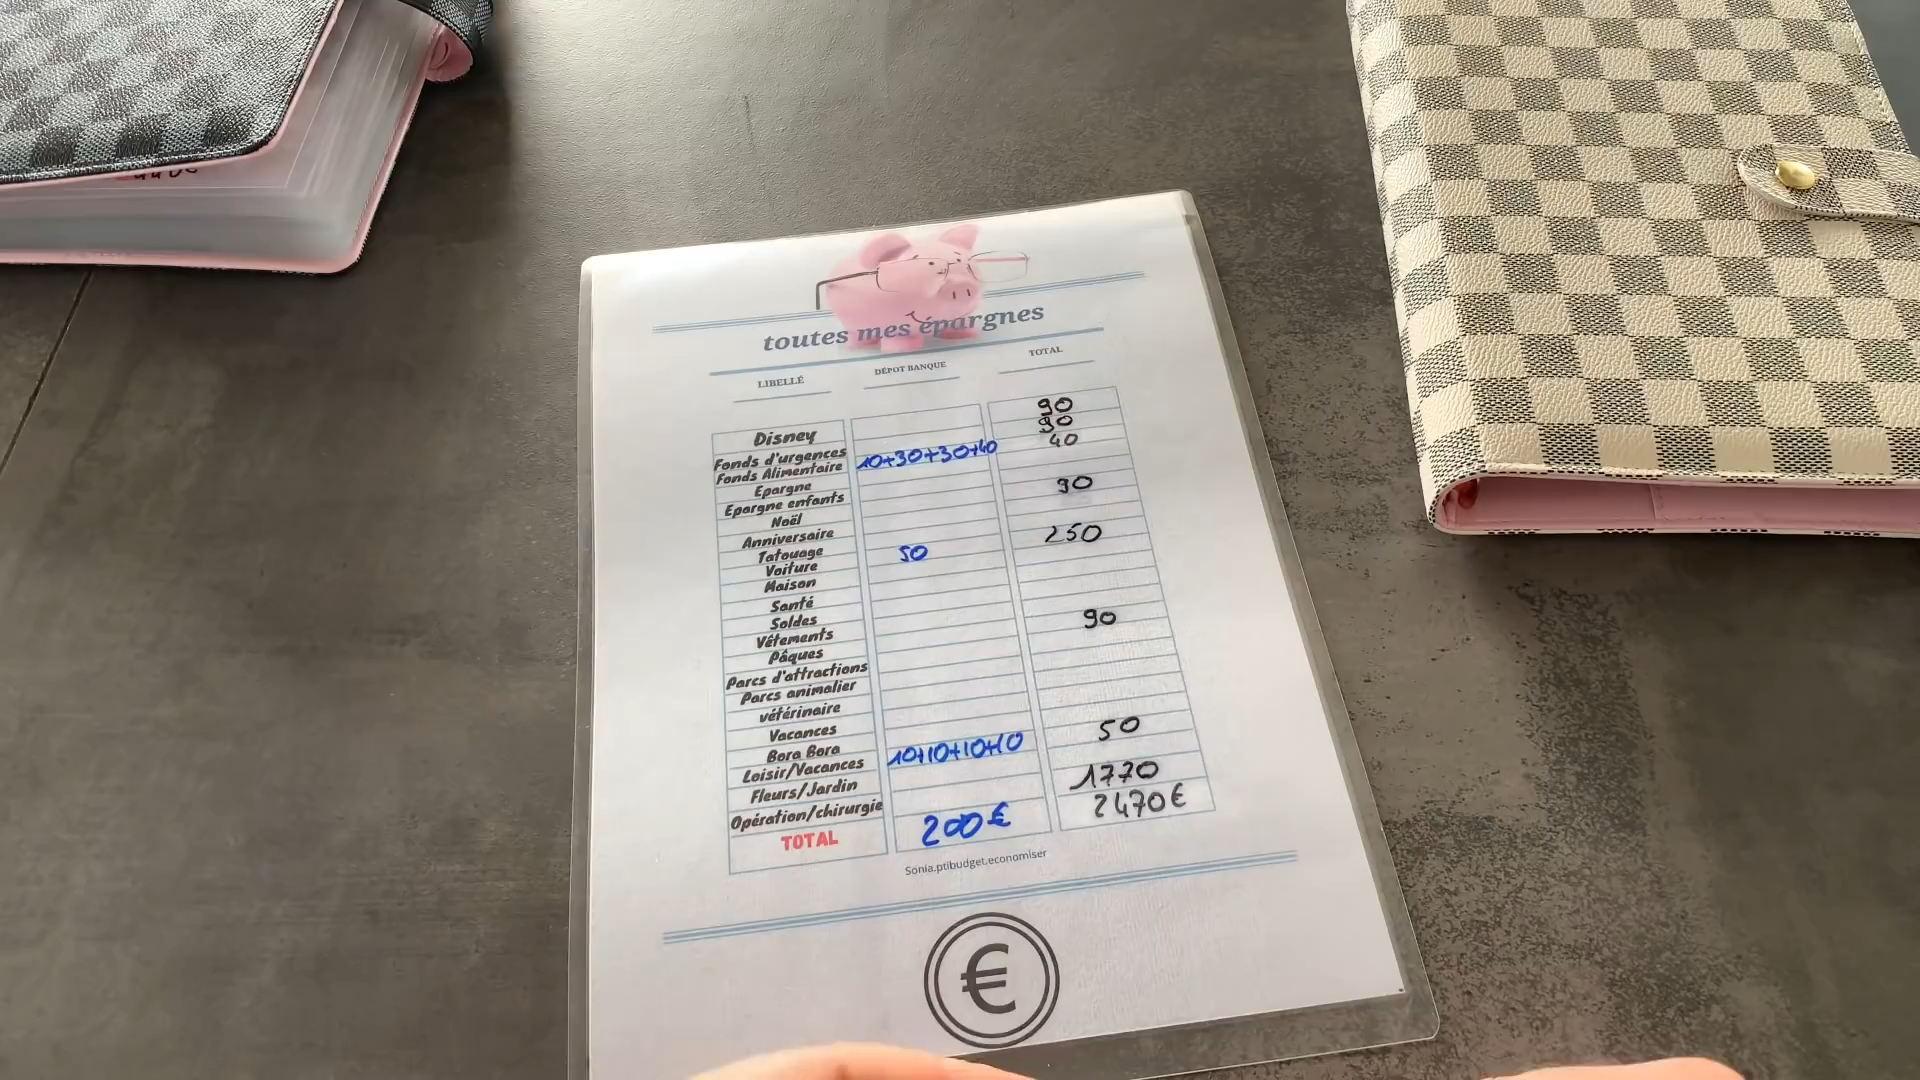 toutes mes épargnes
LIBELLÉ DÉPOT BANQUE TOTAL
Disney 90
Fonds d'urgences 10+30+30+40 90
Fonds Alimentaire 40
Epargne
Epargne enfants 90
Noël
Anniversaire
Tatouage 50 250
Voiture
Maison
Santé
Soldes 90
Vêtements
Pâques
Parcs d'attractions
Parcs animalier
vétérinaire
Vacances
Bora Bora 10+10+10+10 50
Loisir/Vacances
Fleurs/Jardin 1770
Opération/chirurgie 2470€
TOTAL 200€
Sonia.ptibudget.economiser
€